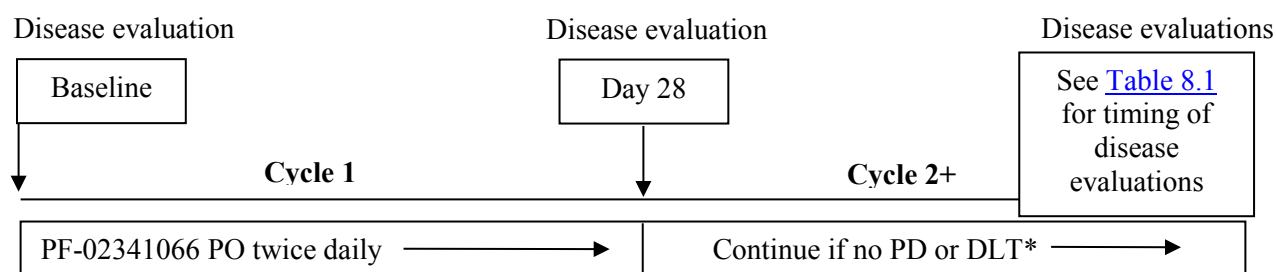 Disease evaluation
Disease evaluation
Disease evaluations
Baseline
Day 28
See Table 8.1
for timing of
disease
evaluations
Cycle 1
Cycle 2+
PF-02341066 PO twice daily
Continue if no PD or DLT*